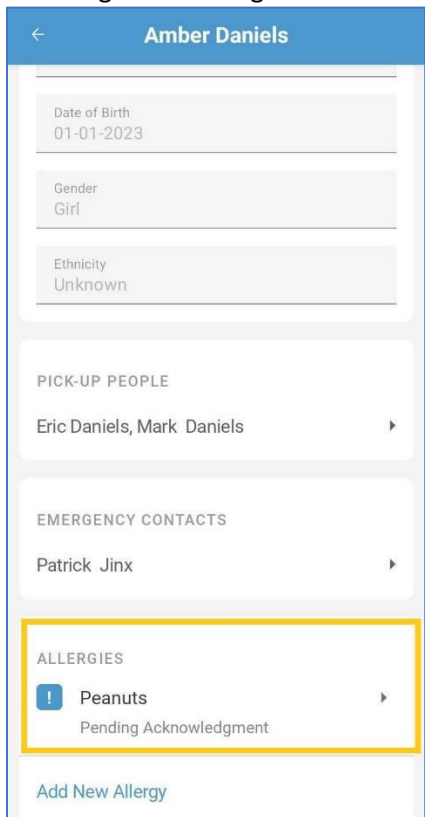 Amber Daniels
Date of Birth
01-01-2023
Gender
Girl
Ethnicity
Unknown
PICK-UP PEOPLE
Eric Daniels, Mark Daniels
EMERGENCY CONTACTS
Patrick Jinx
ALLERGIES
! Peanuts
Pending Acknowledgment
Add New Allergy